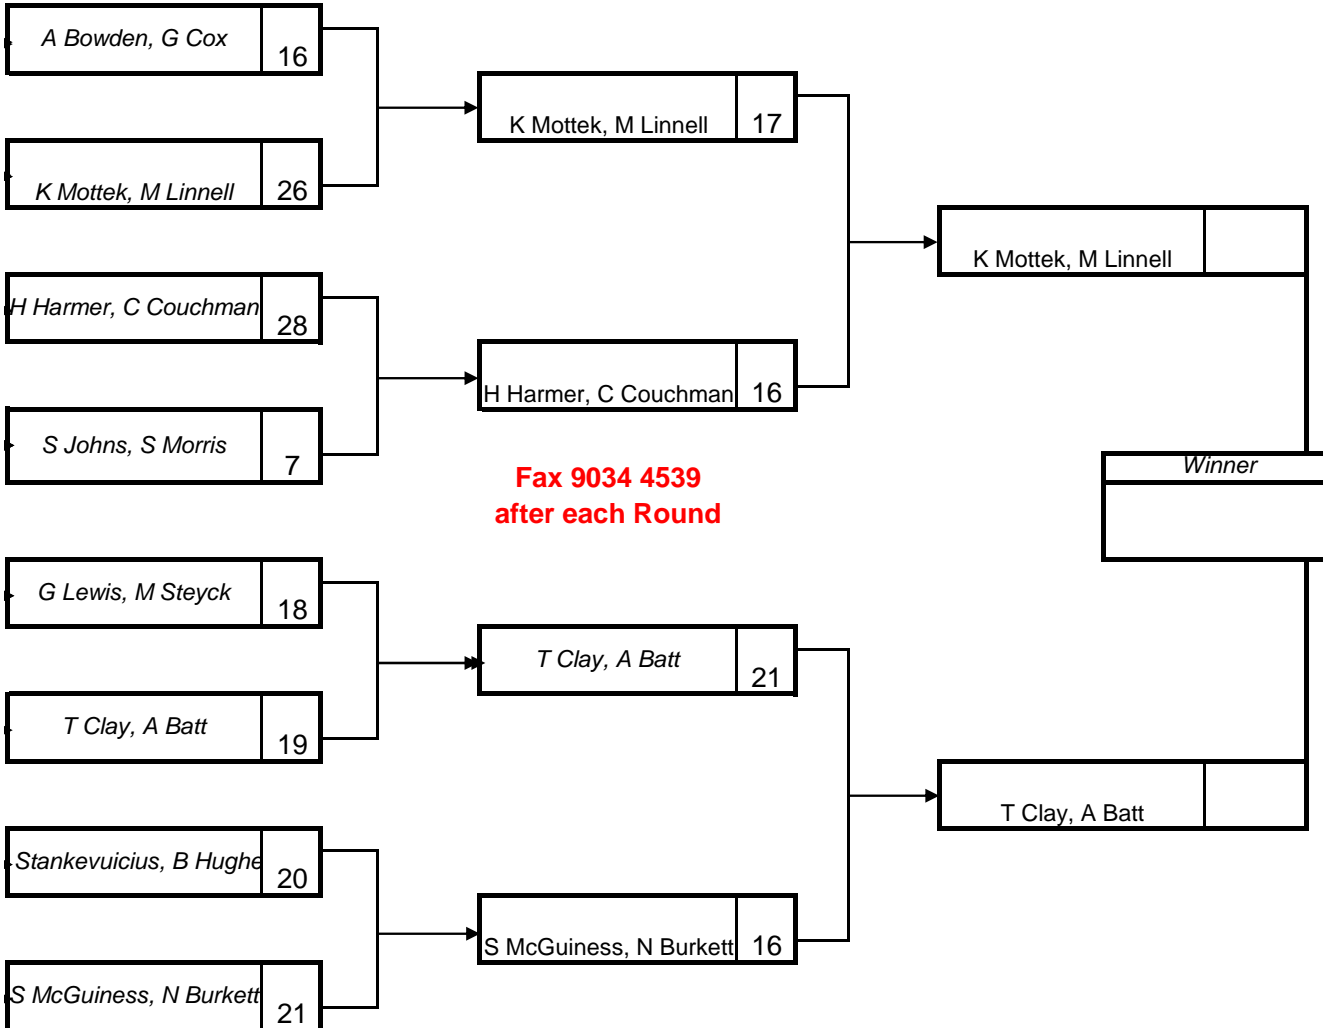 A Bowden, G Cox 16
K Mottek, M Linnell 17
K Mottek, M Linnell 26
K Mottek, M Linnell
H Harmer, C Couchman 28
H Harmer, C Couchman 16
S Johns, S Morris 7
Fax 9034 4539
after each Round
Winner
G Lewis, M Steyck 18
T Clay, A Batt 21
T Clay, A Batt 19
T Clay, A Batt
Stankevuicius, B Hughe 20
S McGuiness, N Burkett 16
S McGuiness, N Burkett 21